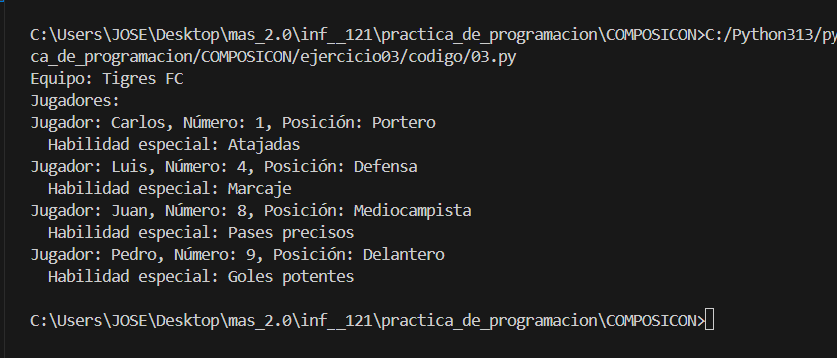 C:\Users\JOSE\Desktop\mas_2.0\inf__121\practica_de_programacion\COMPOSICON>C:/Python313/py
ca_de_programacion/COMPOSICON/ejercicio03/codigo/03.py
Equipo: Tigres FC
Jugadores:
Jugador: Carlos, Número: 1, Posición: Portero
  Habilidad especial: Atajadas
Jugador: Luis, Número: 4, Posición: Defensa
  Habilidad especial: Marcaje
Jugador: Juan, Número: 8, Posición: Mediocampista
  Habilidad especial: Pases precisos
Jugador: Pedro, Número: 9, Posición: Delantero
  Habilidad especial: Goles potentes
C:\Users\JOSE\Desktop\mas_2.0\inf__121\practica_de_programacion\COMPOSICON>